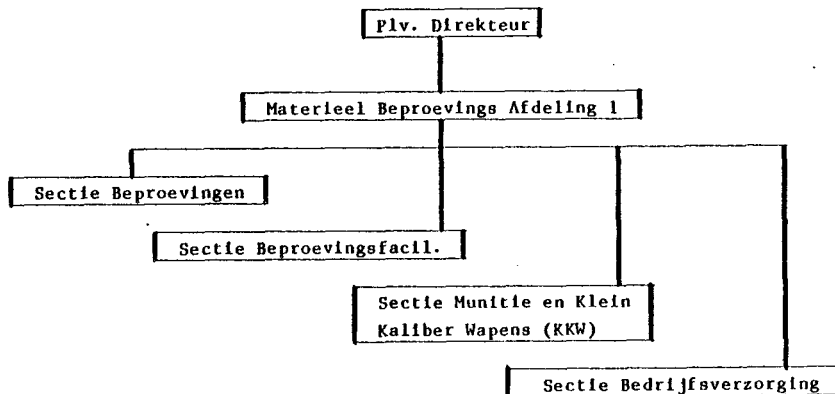 Plv. Direkteur
Materieel Beproevings Afdeling 1
Sectie Beproevingen
Sectie Beproevingsfacil.
Sectie Munitie en Klein
Kaliber Wapens (KKW)
Sectie Bedrijfsverzorging